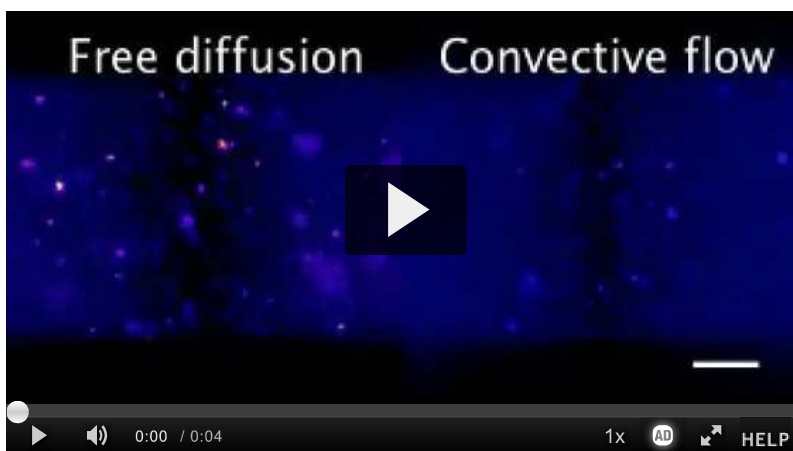 Free diffusion
Convective flow
0:00 / 0:04
1x
AD
HELP